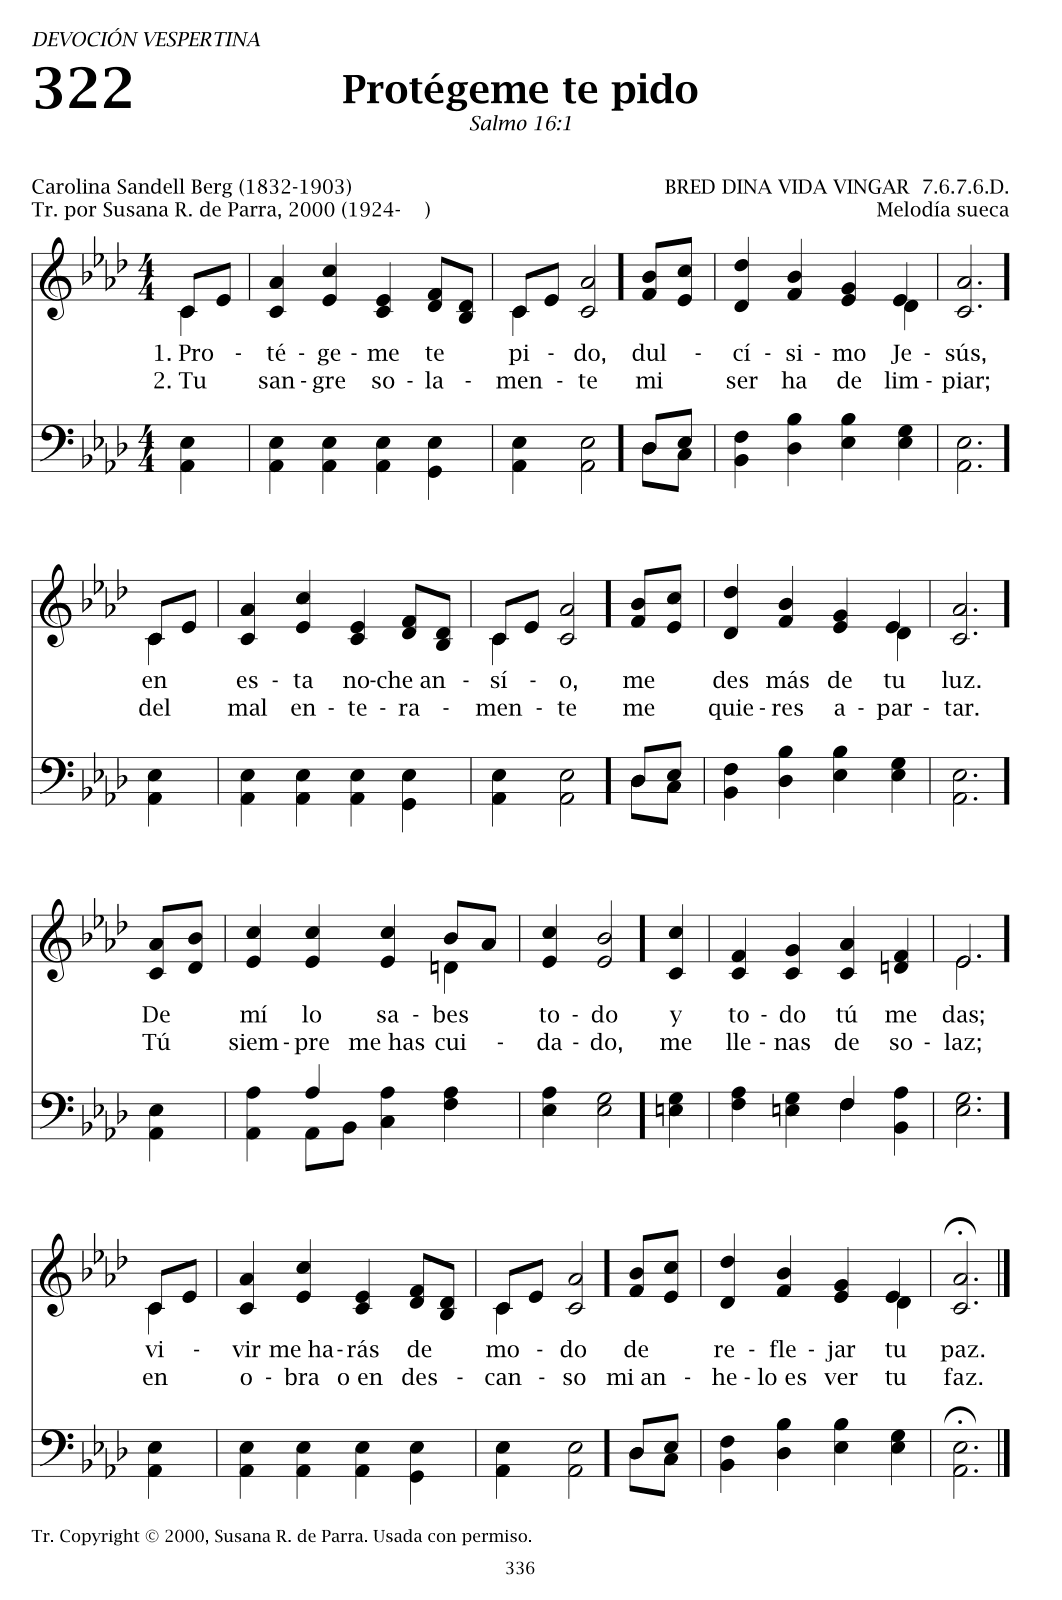 DEVOCIÓN VESPERTINA
322
Protégeme te pido
Salmo 16:1
Carolina Sandell Berg (1832-1903)
BRED DINA VIDA VINGAR 7.6.7.6.D.
Tr. por Susana R. de Parra, 2000 (1924- )
Melodía sueca
1. Pro - té - ge - me te pi - do, dul - cí - si - mo Je - sús,
2. Tu san - gre so - la - men - te mi ser ha de lim - piar;
en es - ta no-che an - sí - o, me des más de tu luz.
del mal en - te - ra - men - te me quie - res a - par - tar.
De mí lo sa - bes to - do y to - do tú me das;
Tú siem - pre me has cui - da - do, me lle - nas de so - laz;
vi - vir me ha - rás de mo - do de re - fle - jar tu paz.
en o - bra o en des - can - so mi an - he - lo es ver tu faz.
Tr. Copyright © 2000, Susana R. de Parra. Usada con permiso.
336